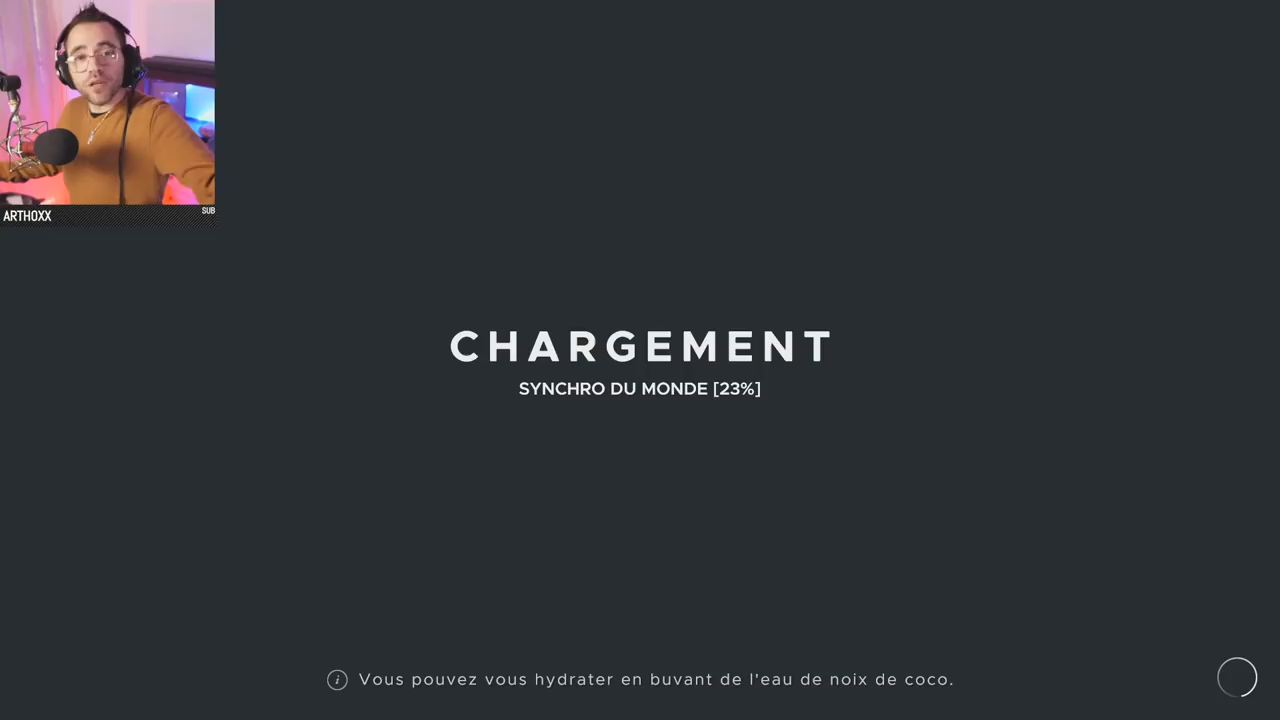 ARTHOXX
SUB
CHARGEMENT
SYNCHRO DU MONDE [23%]
Vous pouvez vous hydrater en buvant de l'eau de noix de coco.